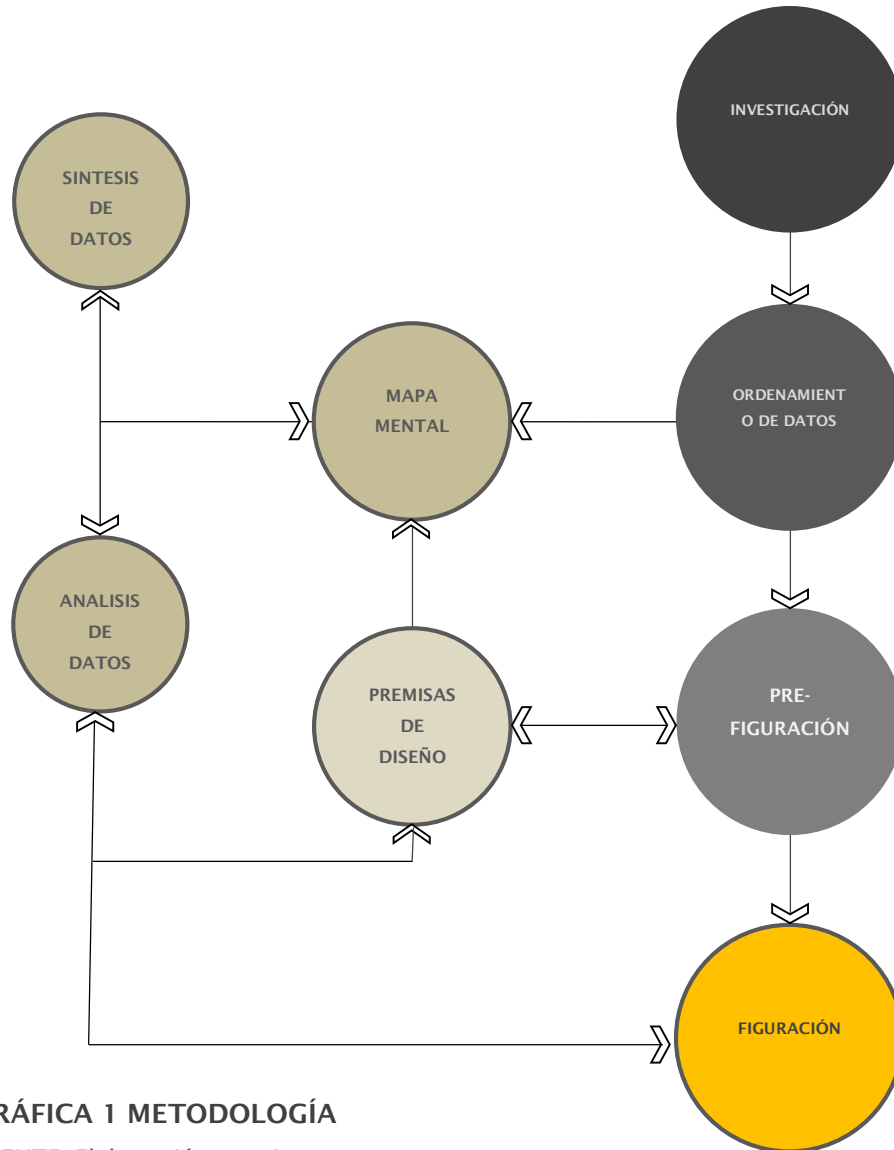 INVESTIGACIÓN
SINTESIS
DE
DATOS
MAPA
MENTAL
ORDENAMIENT
O DE DATOS
ANALISIS
DE
DATOS
PREMISAS
DE
DISEÑO
PRE-
FIGURACIÓN
FIGURACIÓN
RÁFICA 1 METODOLOGÍA